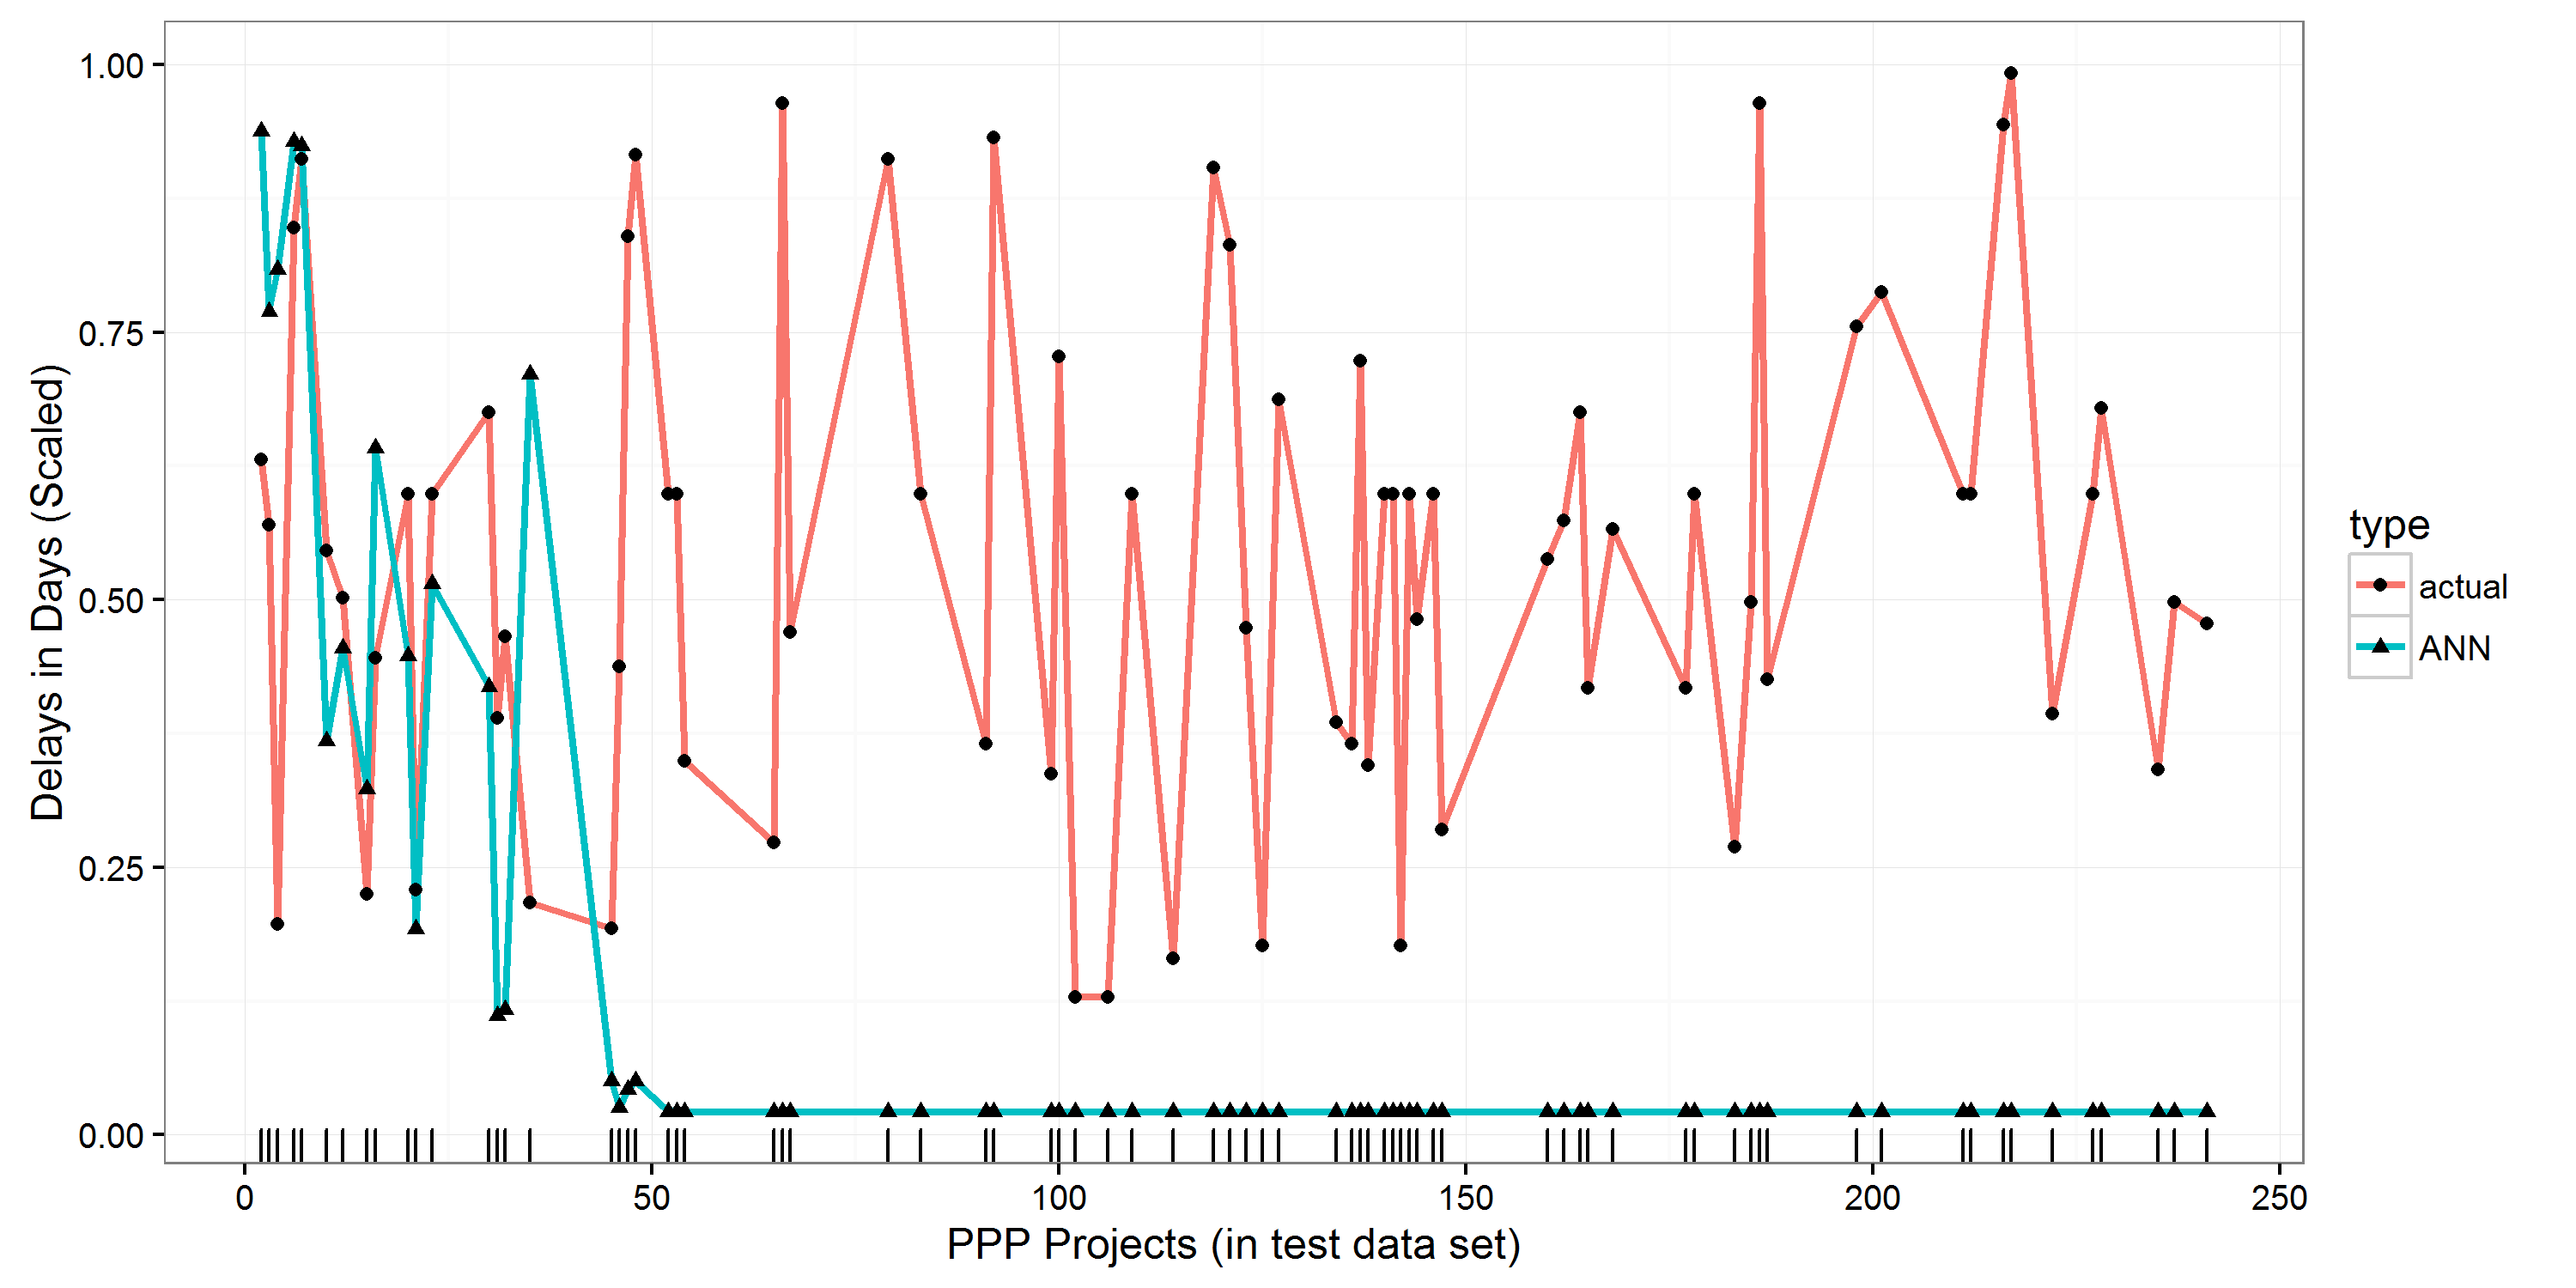 Delays in Days (Scaled)
1.00
0.75
0.50
0.25
0.00
0 50 100 150 200 250
PPP Projects (in test data set)
type
actual
ANN